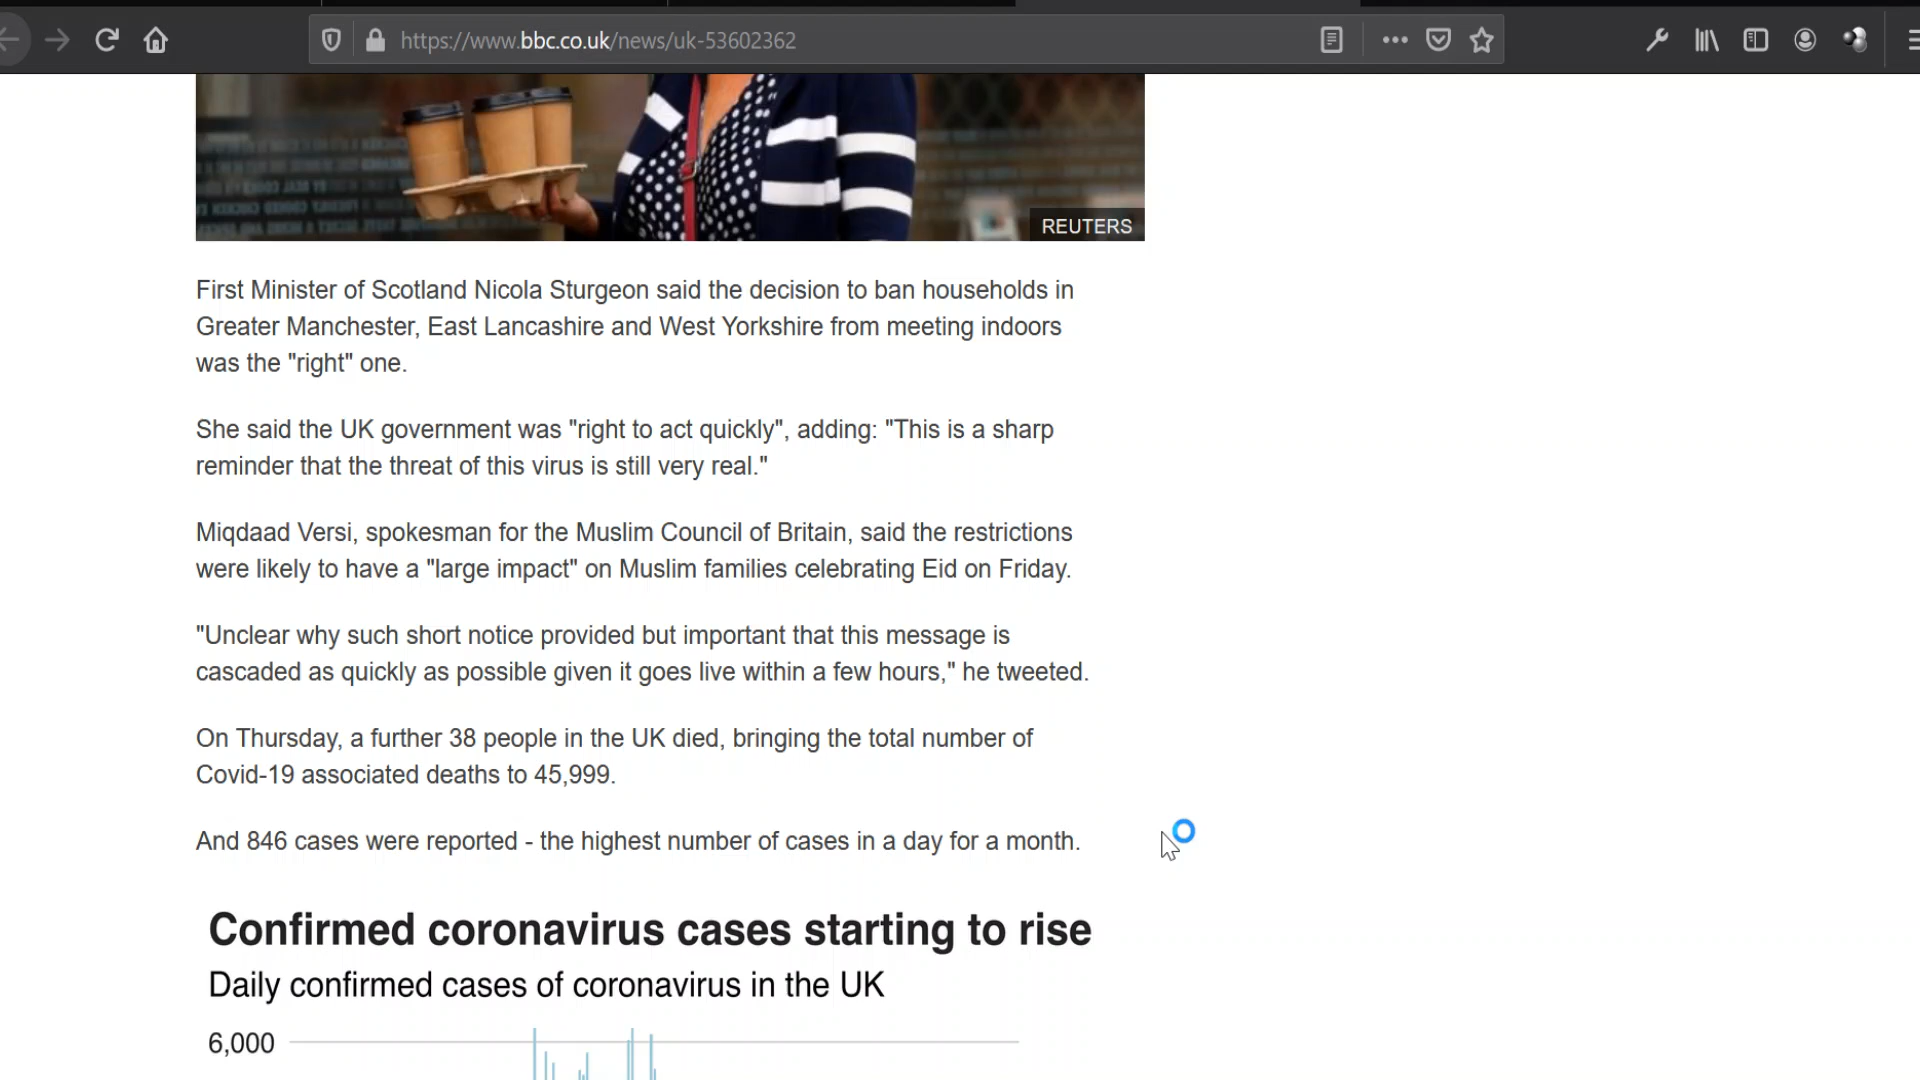 https://www.bbc.co.uk/news/uk-53602362
REUTERS
First Minister of Scotland Nicola Sturgeon said the decision to ban households in
Greater Manchester, East Lancashire and West Yorkshire from meeting indoors
was the "right" one.
She said the UK government was "right to act quickly", adding: "This is a sharp
reminder that the threat of this virus is still very real."
Miqdaad Versi, spokesman for the Muslim Council of Britain, said the restrictions
were likely to have a "large impact" on Muslim families celebrating Eid on Friday.
"Unclear why such short notice provided but important that this message is
cascaded as quickly as possible given it goes live within a few hours," he tweeted.
On Thursday, a further 38 people in the UK died, bringing the total number of
Covid-19 associated deaths to 45,999.
And 846 cases were reported - the highest number of cases in a day for a month.
Confirmed coronavirus cases starting to rise
Daily confirmed cases of coronavirus in the UK
6,000